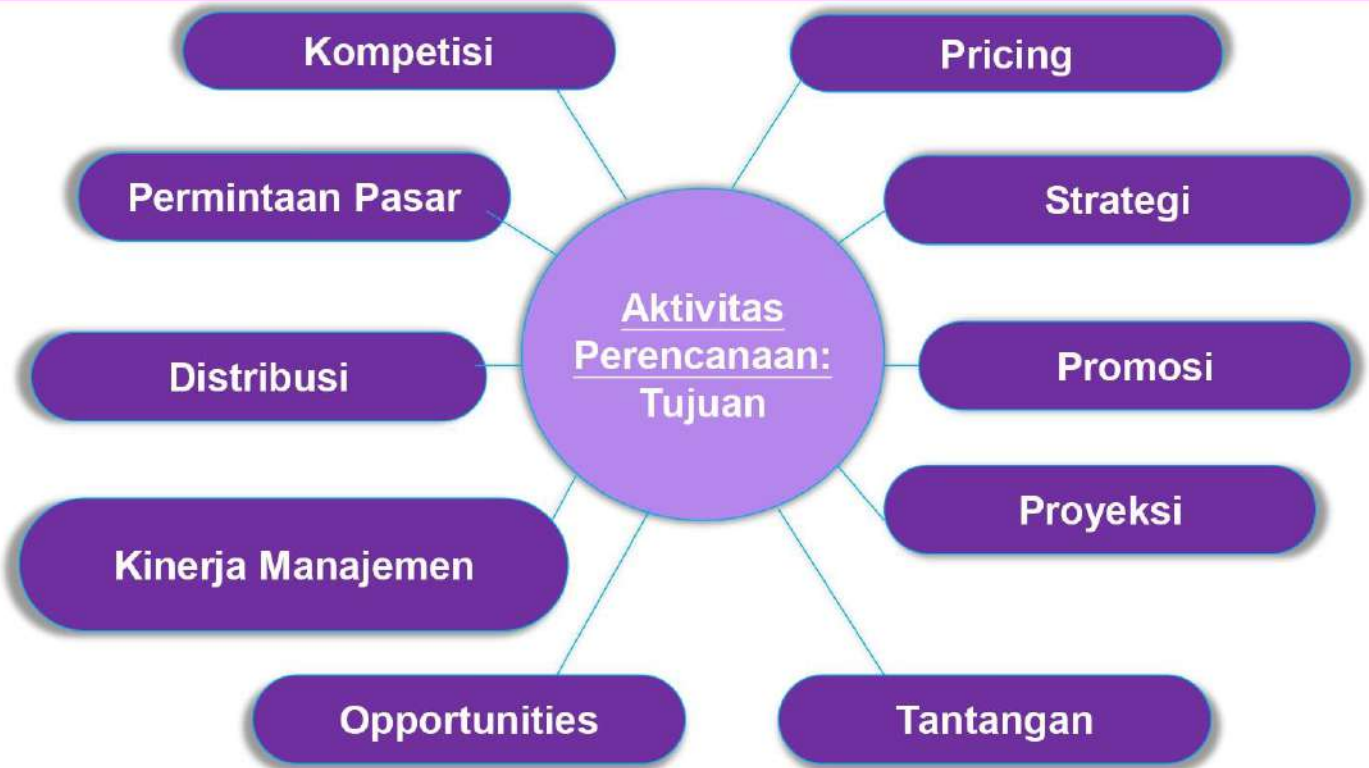 Kompetisi
Pricing
Permintaan Pasar
Strategi
Aktivitas
Perencanaan:
Tujuan
Distribusi
Promosi
Kinerja Manajemen
Proyeksi
Opportunities
Tantangan